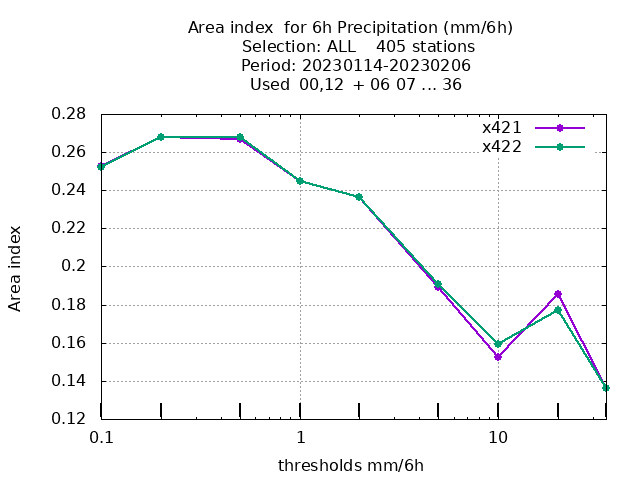 Area index  for 6h Precipitation (mm/6h)
Selection: ALL    405 stations
Period: 20230114-20230206
Used  00,12  + 06 07 ... 36
x421
x422
0.28
0.26
0.24
0.22
0.2
0.18
0.16
0.14
0.12
Area index
0.1
1
10
thresholds mm/6h